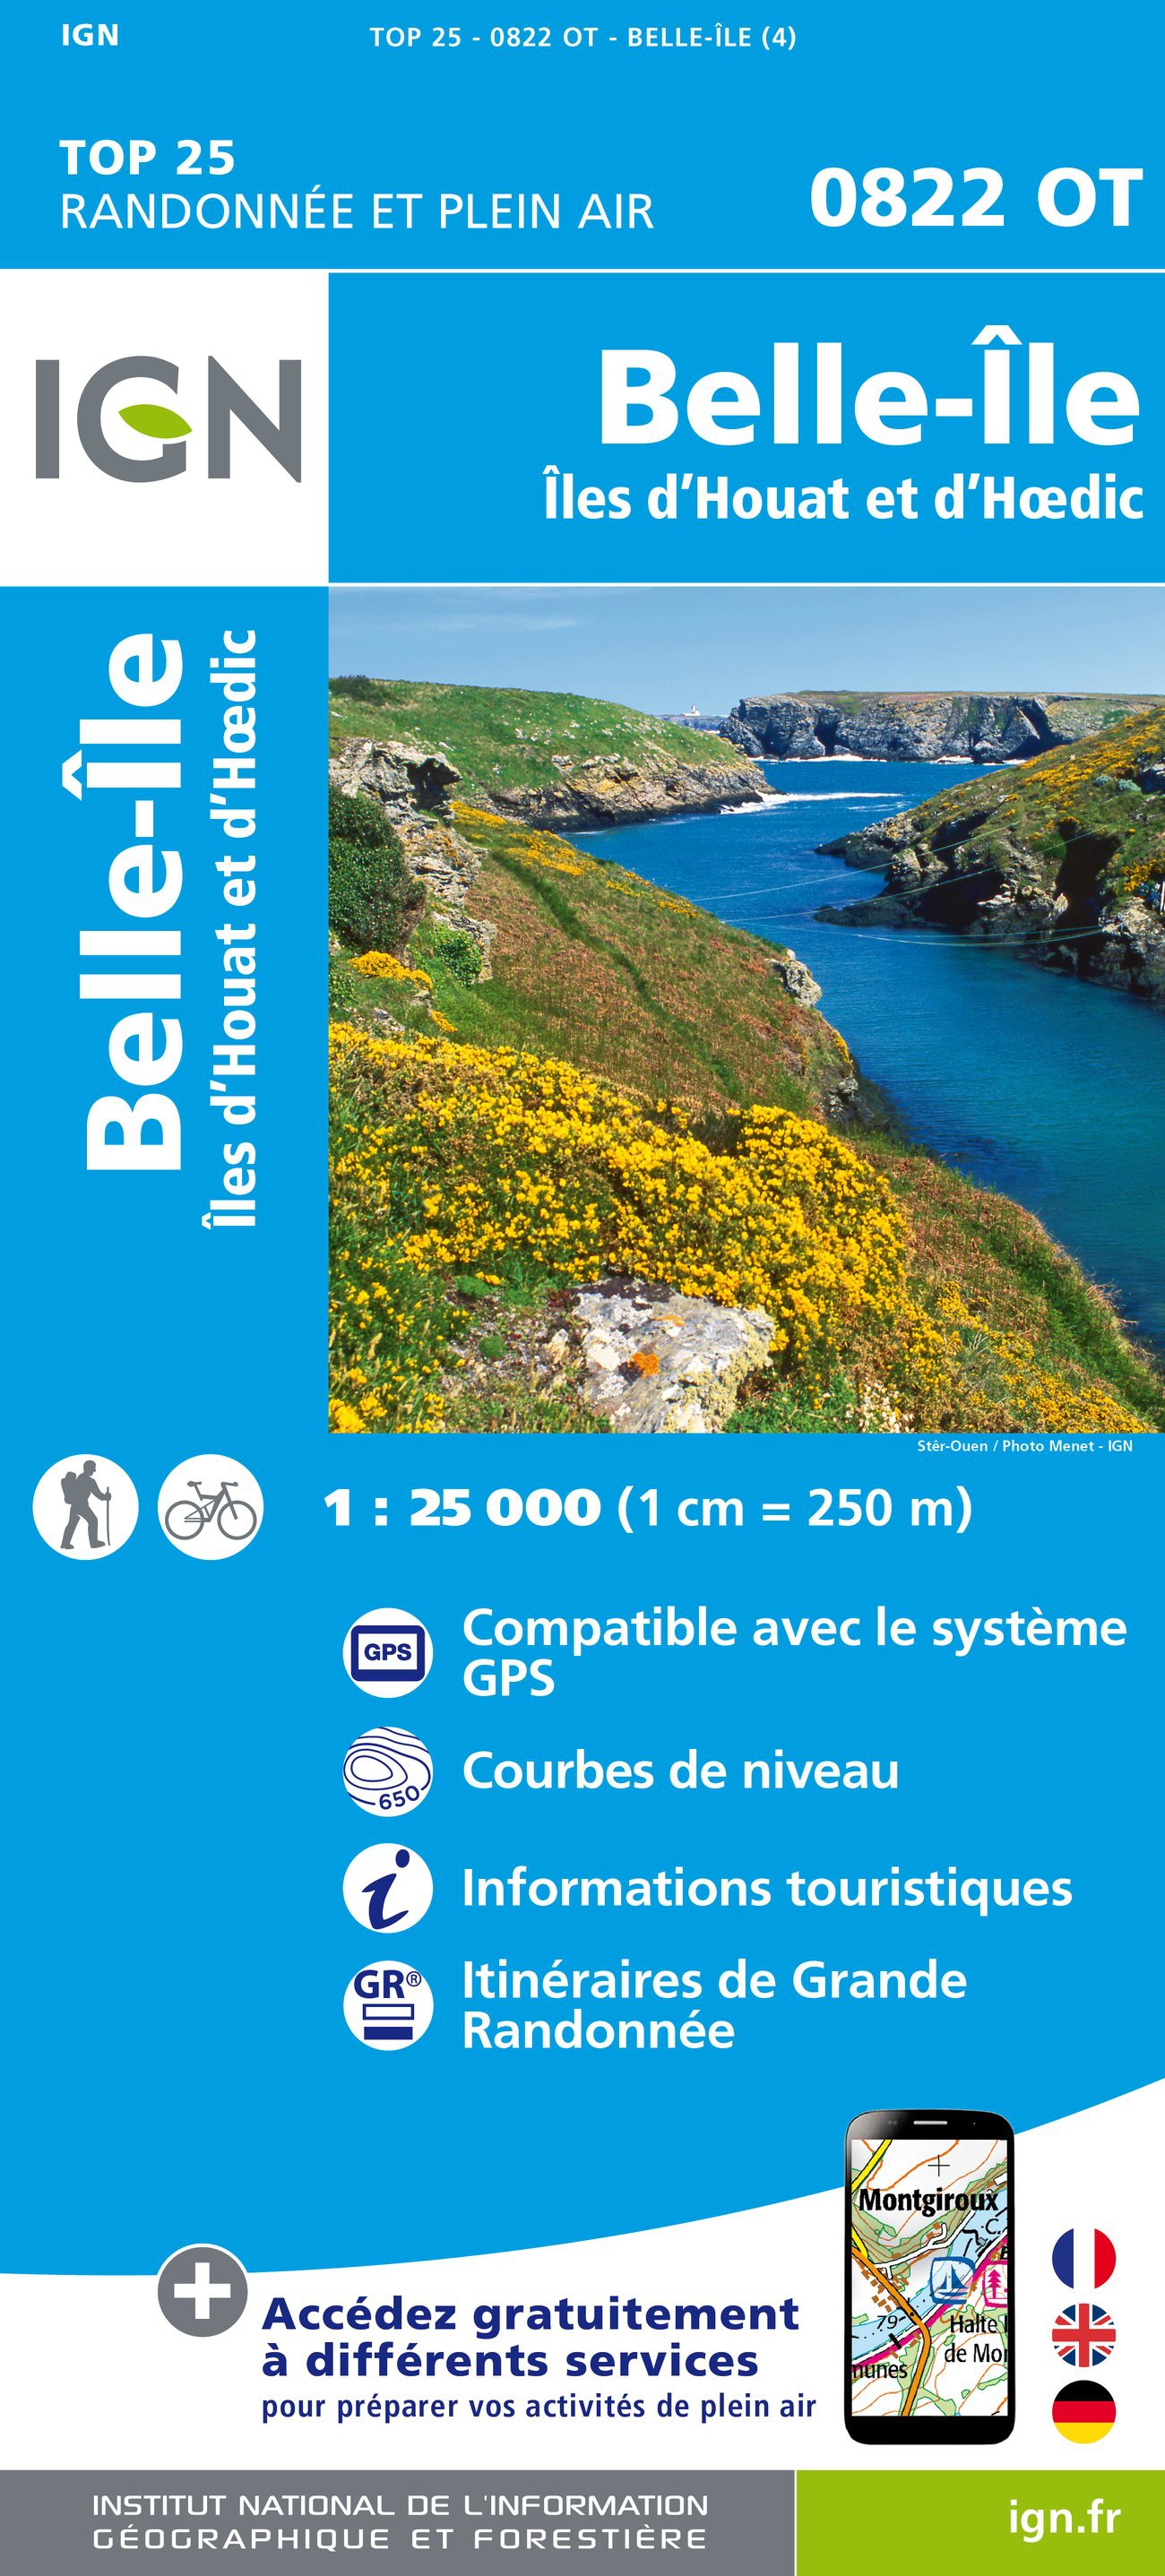 IGN
TOP 25 - 0822 OT - BELLE-ÎLE (4)
TOP 25
RANDONNÉE ET PLEIN AIR
0822 OT
IGN
Belle-Île
Îles d’Houat et d’Hœdic
Belle-Île
Îles d’Houat et d’Hœdic
Stêr-Ouen / Photo Menet - IGN
1 : 25 000 (1 cm = 250 m)
GPS
Compatible avec le système
GPS
650
Courbes de niveau
i
Informations touristiques
GR®
Itinéraires de Grande
Randonnée
Montgiroux
C.
79
Halte
de Mo
nunes
Accédez gratuitement
à différents services
pour préparer vos activités de plein air
INSTITUT NATIONAL DE L'INFORMATION
GÉOGRAPHIQUE ET FORESTIÈRE
ign.fr